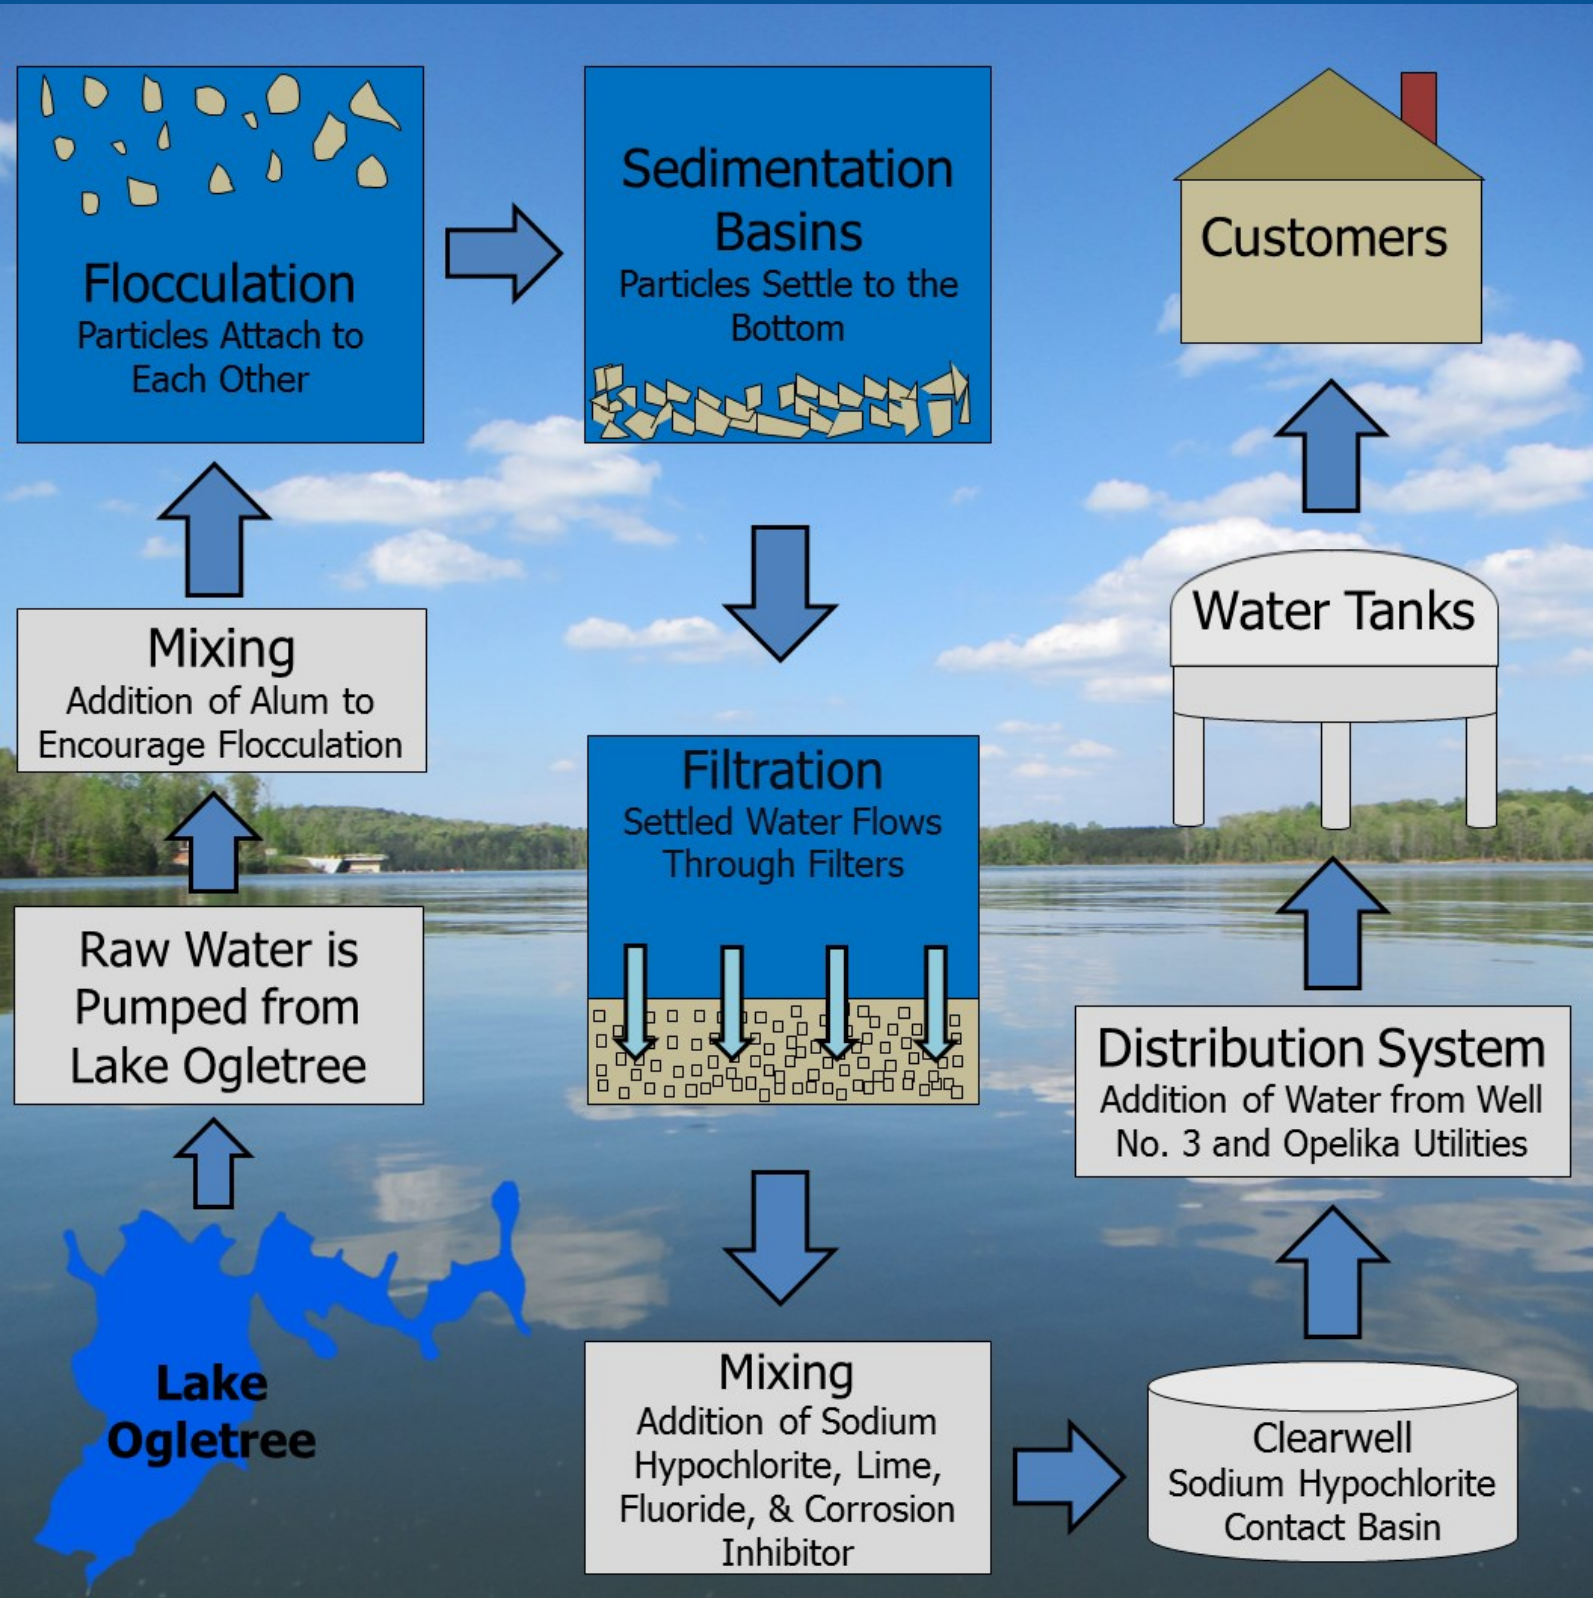 Flocculation
Particles Attach to
Each Other
Sedimentation
Basins
Particles Settle to the
Bottom
Customers
Mixing
Addition of Alum to
Encourage Flocculation
Filtration
Settled Water Flows
Through Filters
Water Tanks
Raw Water is
Pumped from
Lake Ogletree
Distribution System
Addition of Water from Well
No. 3 and Opelika Utilities
Lake
Ogletree
Mixing
Addition of Sodium
Hypochlorite, Lime,
Fluoride, & Corrosion
Inhibitor
Clearwell
Sodium Hypochlorite
Contact Basin